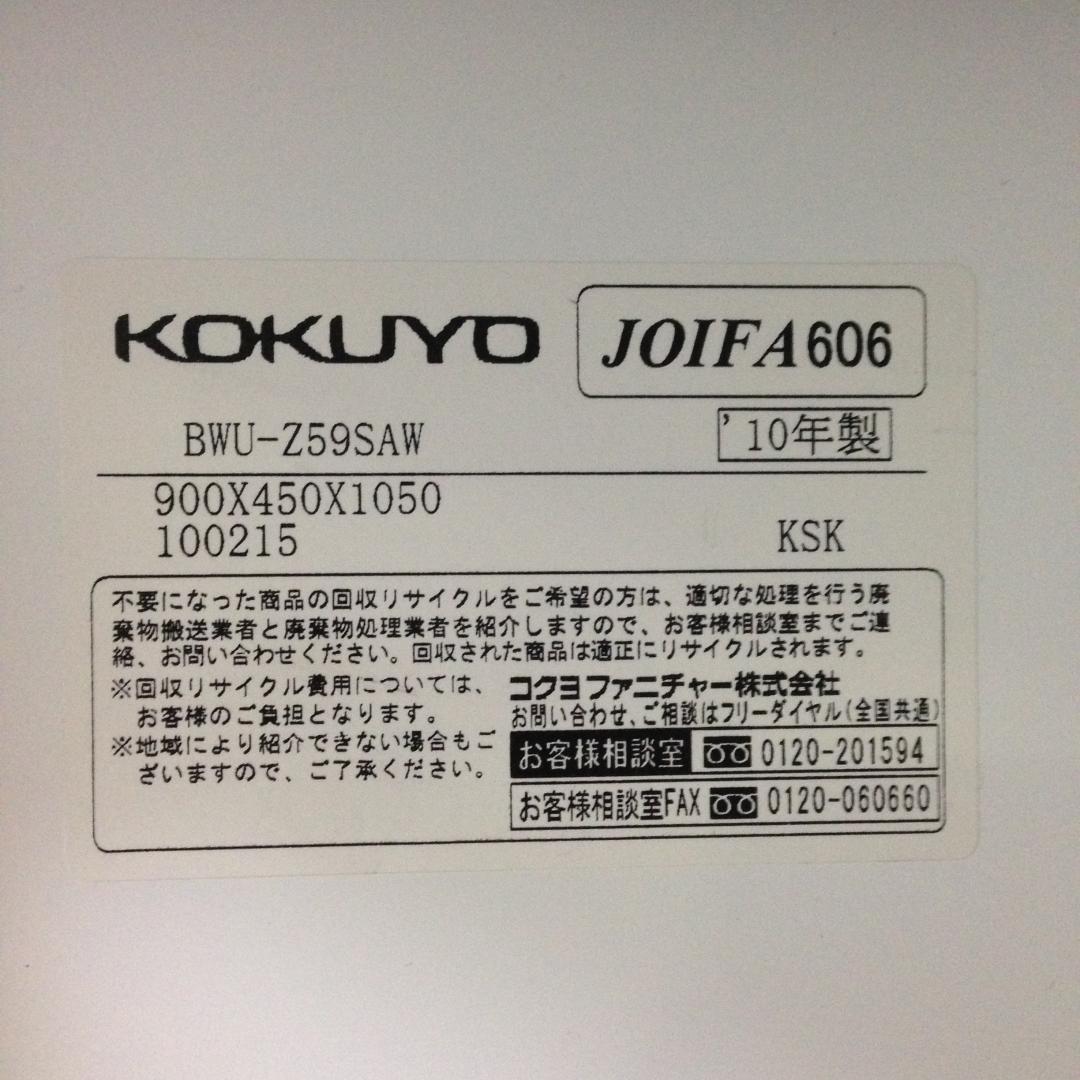 KOKUYO
JOIFA606
BWU-Z59SAW
'10年製
900X450X1050
100215
KSK
不要になった商品の回収リサイクルをご希望の方は、適切な処理を行う廃
棄物搬送業者と廃棄物処理業者を紹介しますので、お客様相談室までご連
絡、お問い合わせください。回収された商品は適正にリサイクルされます。
※回収リサイクル費用については、
お客様のご負担となります。
※地域により紹介できない場合もご
ざいますので、ご了承ください。
コクヨファニチャー株式会社
お問い合わせ、ご相談はフリーダイヤル(全国共通)
お客様相談室 0120-201594
お客様相談室FAX 0120-060660